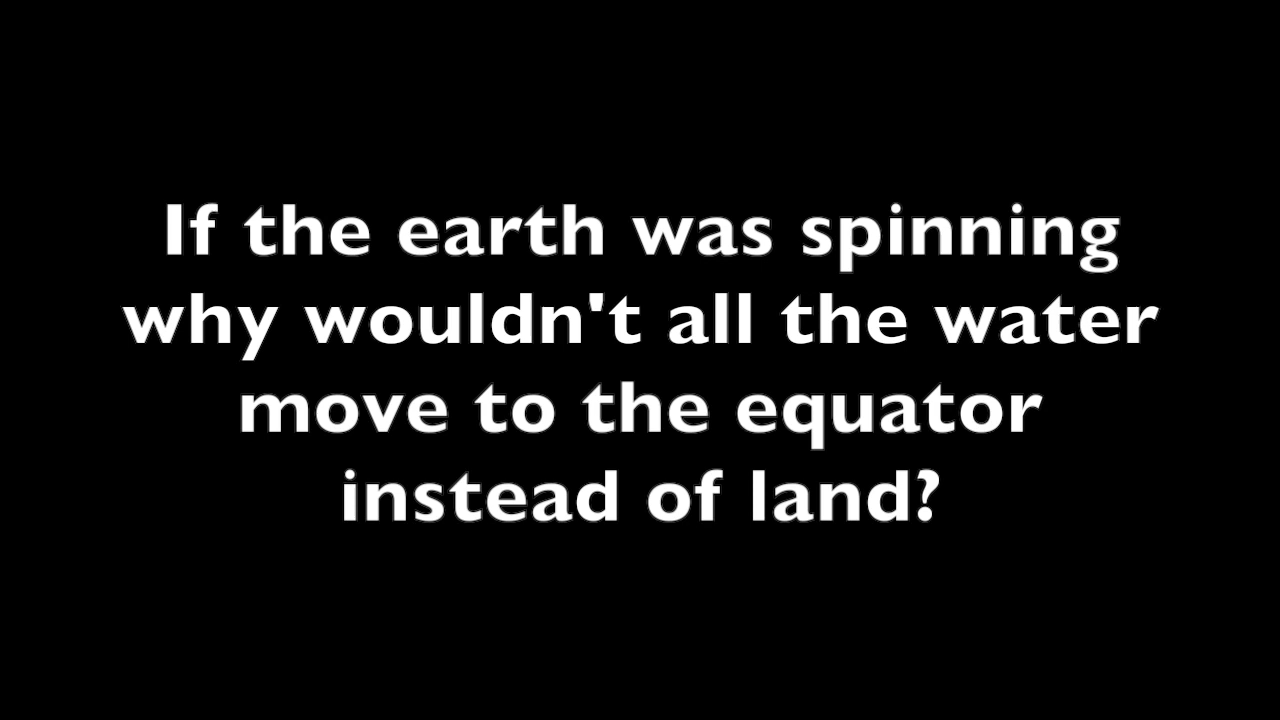 If the earth was spinning
why wouldn't all the water
move to the equator
instead of land?